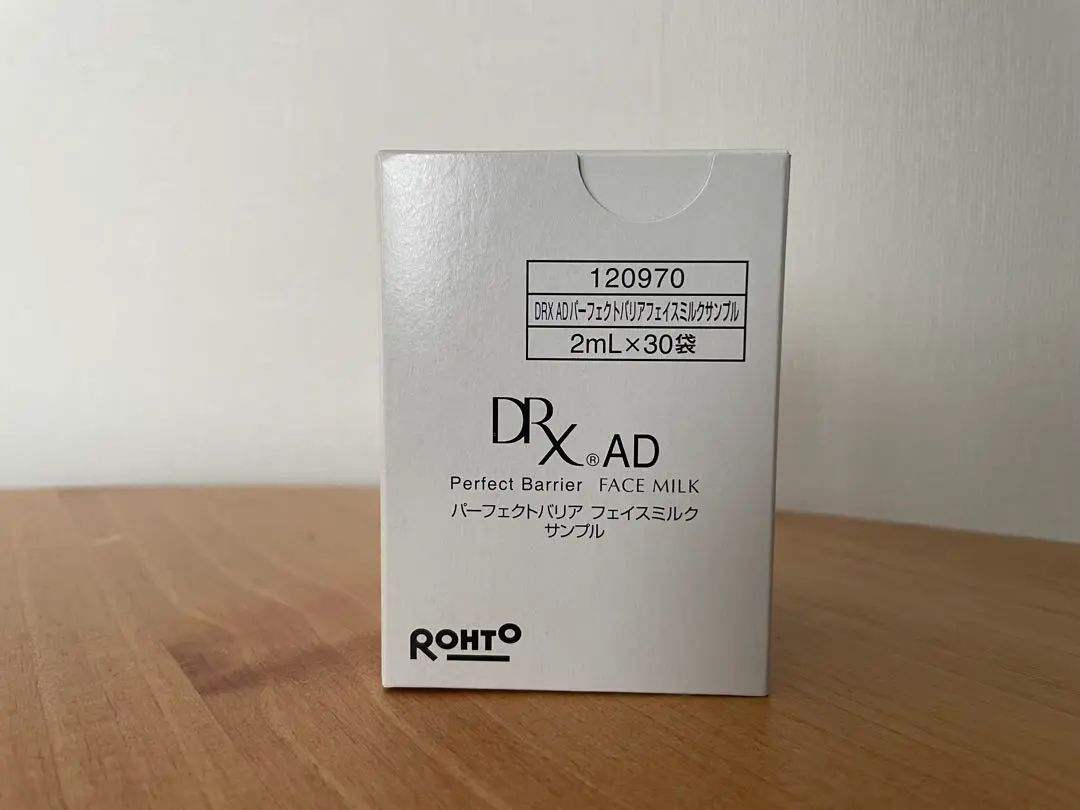 120970
DRX ADパーフェクトバリアフェイスミルクサンプル
2mL×30袋
DRX® AD
Perfect Barrier FACE MILK
パーフェクトバリア フェイスミルク
サンプル
ROHTO